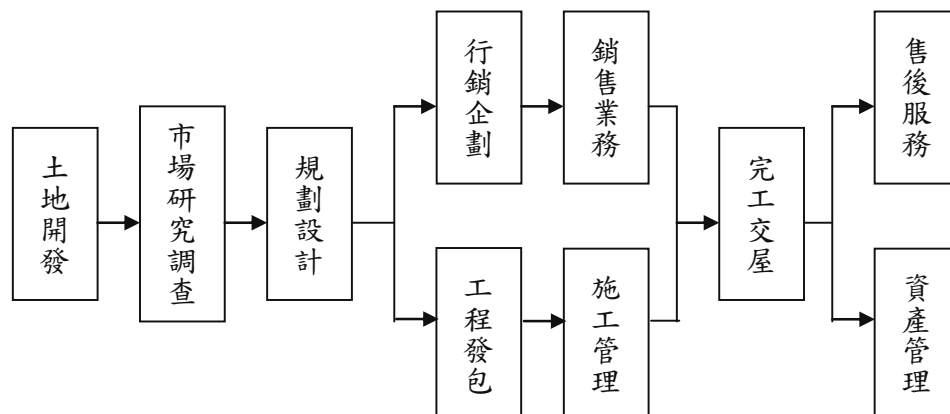 土地開發
市場研究調查
規劃設計
行銷企劃
銷售業務
工程發包
施工管理
完工交屋
售後服務
資產管理